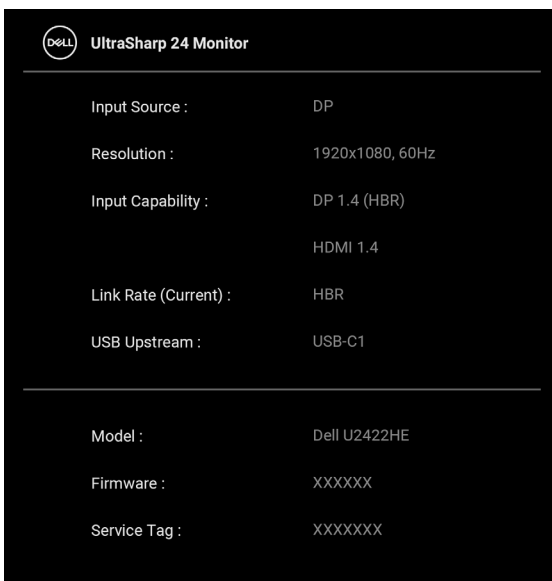 DELL UltraSharp 24 Monitor
Input Source : DP
Resolution : 1920x1080, 60Hz
Input Capability : DP 1.4 (HBR)
HDMI 1.4
Link Rate (Current) : HBR
USB Upstream : USB-C1
Model : Dell U2422HE
Firmware : XXXXXX
Service Tag : XXXXXXX